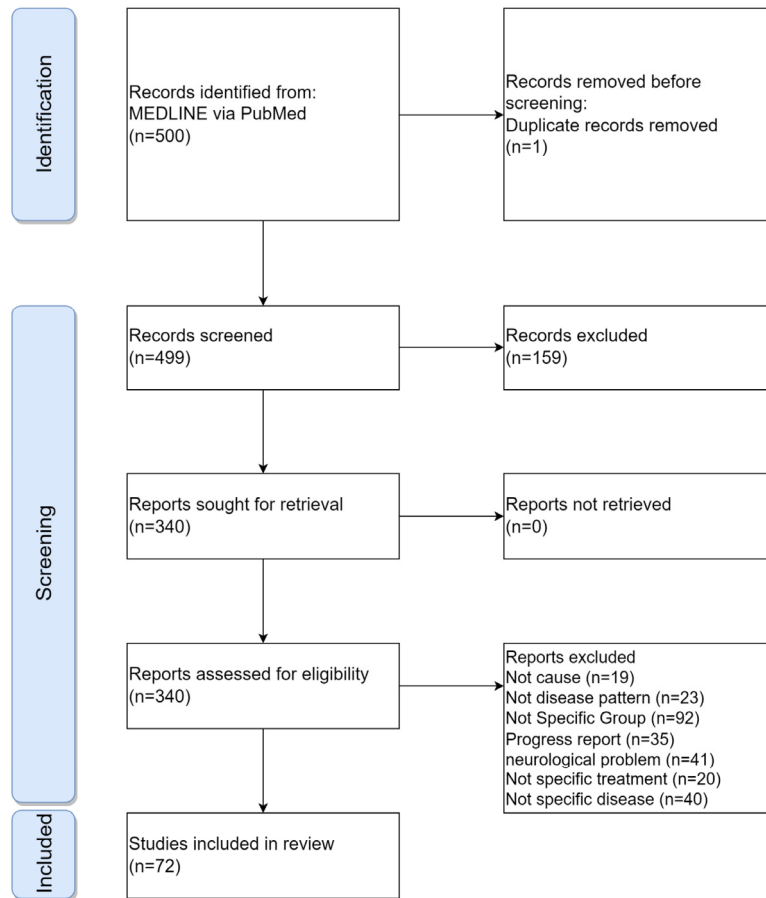 Identification
Records identified from:
MEDLINE via PubMed
(n=500)
Records removed before
screening:
Duplicate records removed
(n=1)
Screening
Records screened
(n=499)
Records excluded
(n=159)
Reports sought for retrieval
(n=340)
Reports not retrieved
(n=0)
Reports assessed for eligibility
(n=340)
Reports excluded
Not cause (n=19)
Not disease pattern (n=23)
Not Specific Group (n=92)
Progress report (n=35)
neurological problem (n=41)
Not specific treatment (n=20)
Not specific disease (n=40)
Included
Studies included in review
(n=72)